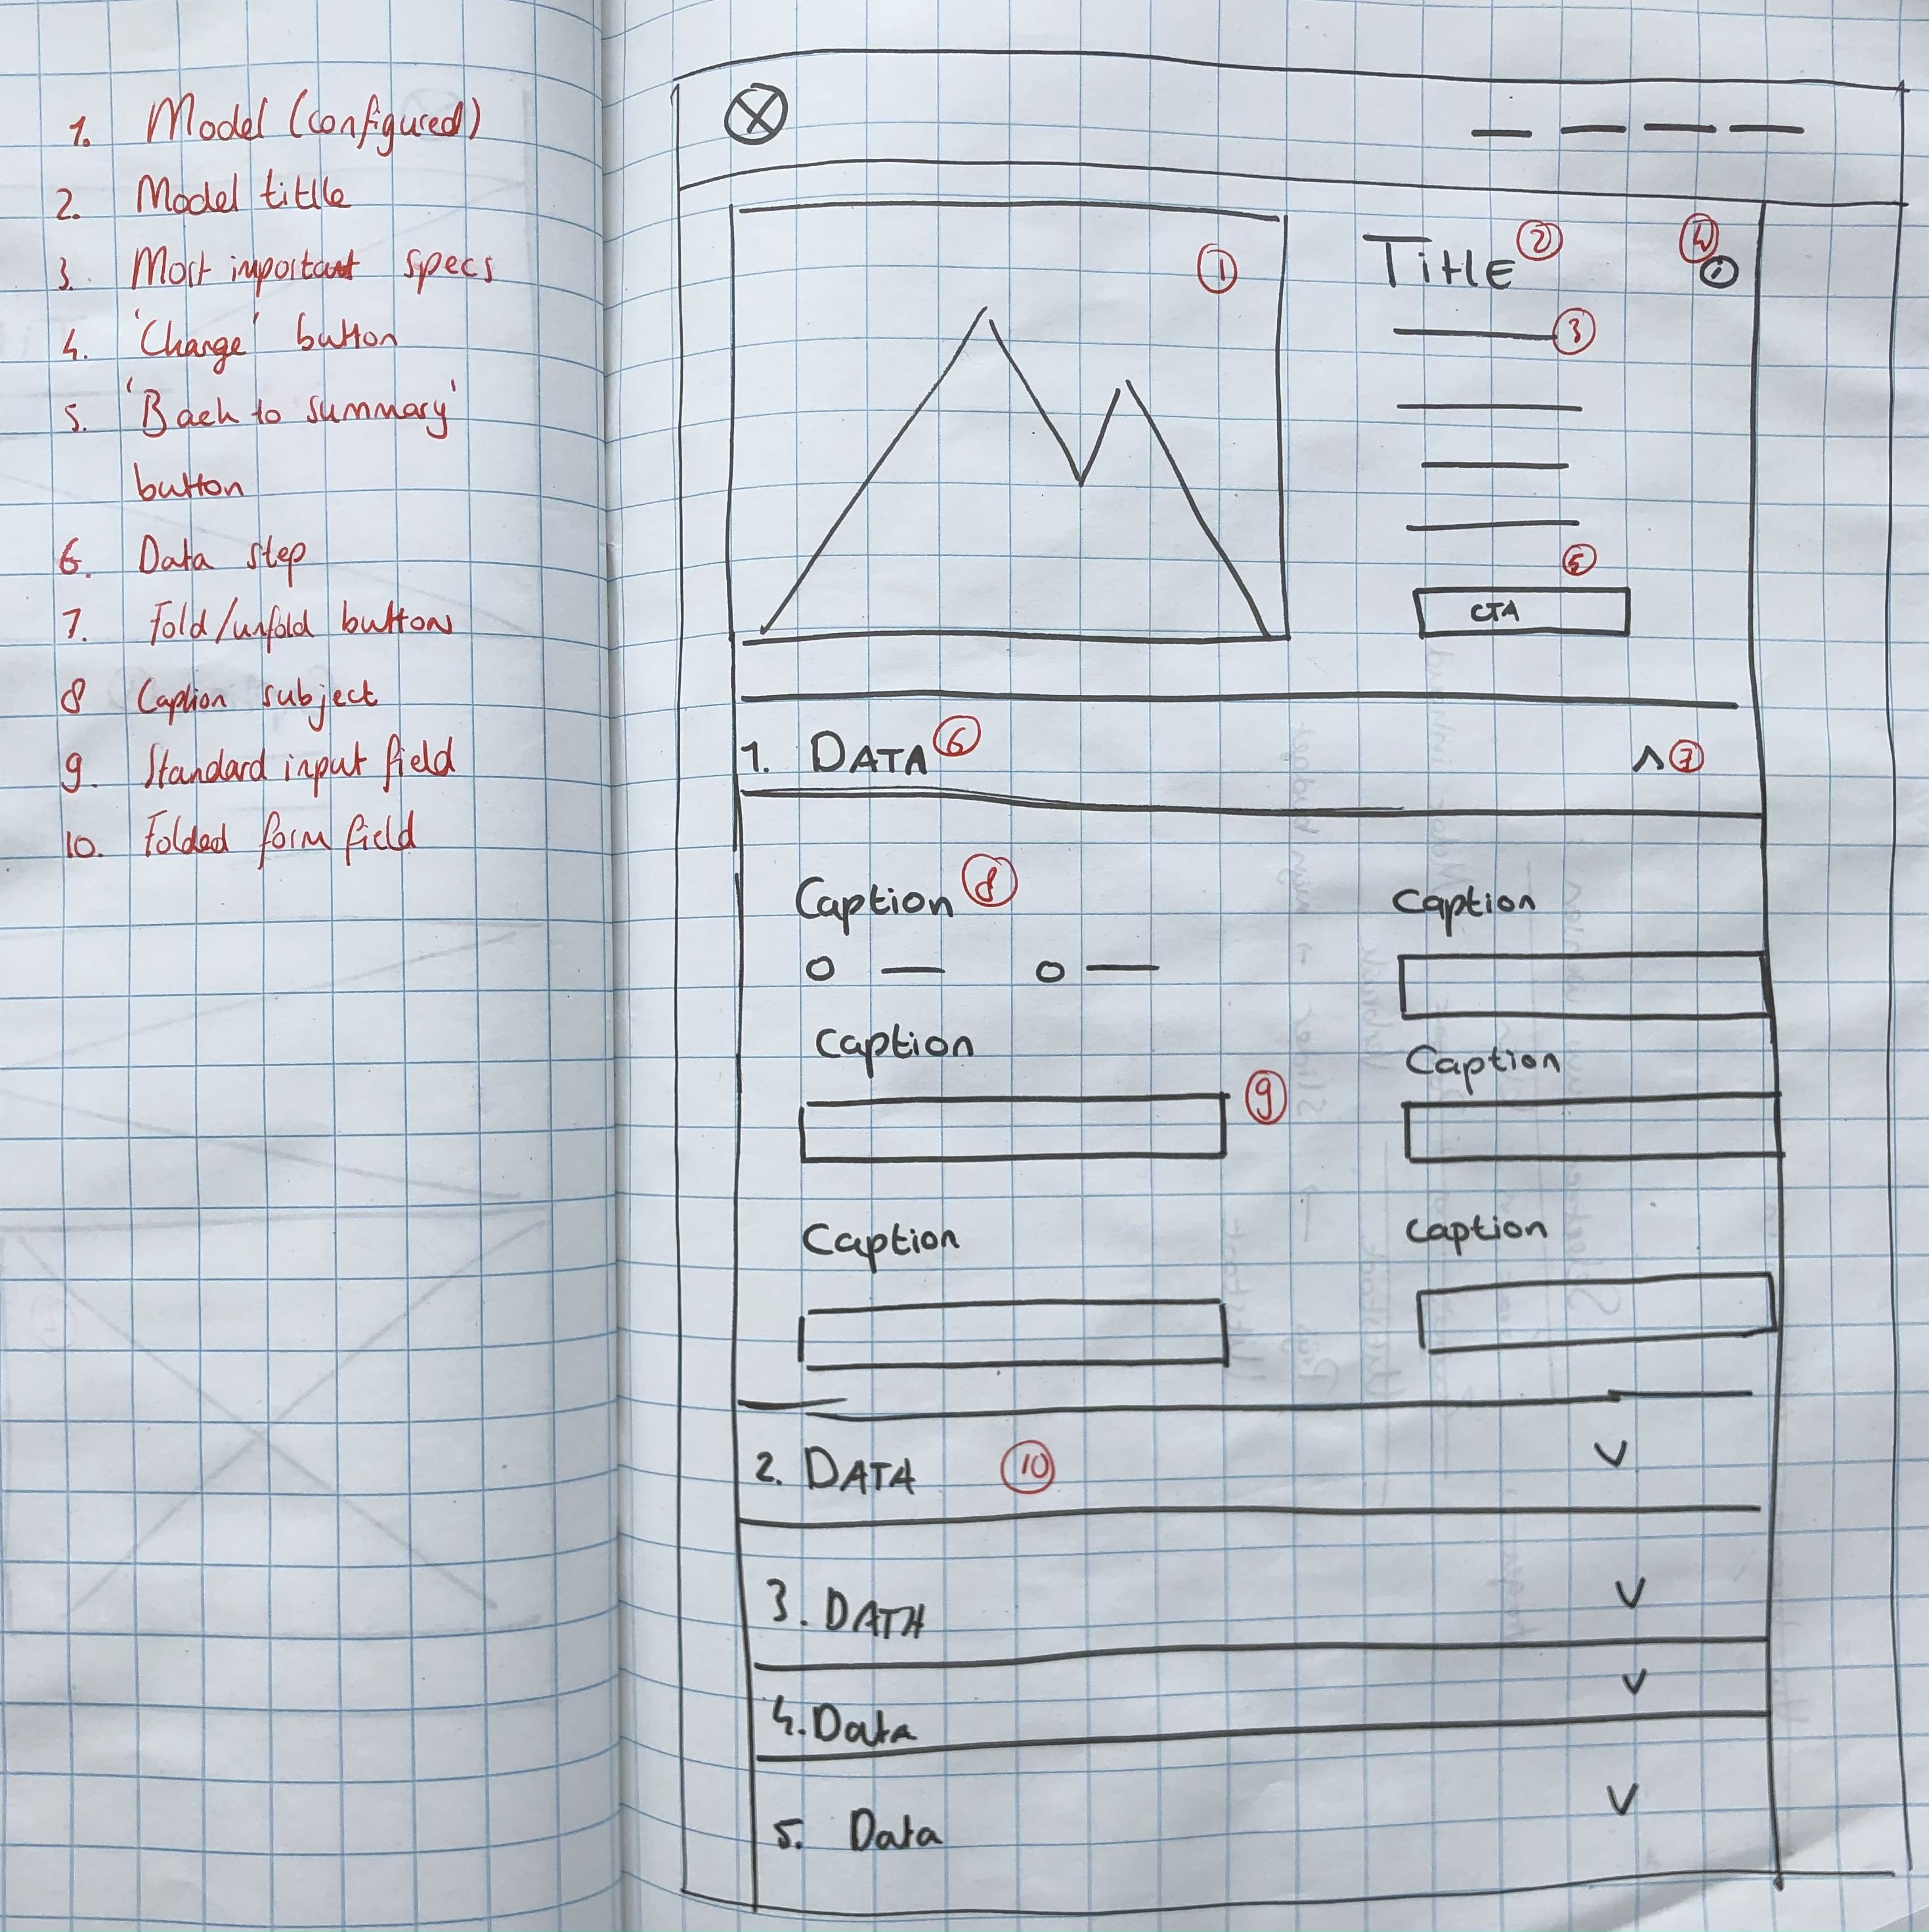 1. Model (configured)
2. Model titlle
3. Most important specs
4. 'Change' button
5. 'Back to summary'
button
6. Data step
7. Fold/unfold button
8 Caption subject
9. Standard input field
10. Folded form field
TitlE 2 4
i
1
3
5
CTA
1. DATA 6 7
Caption 8 Caption
Caption Caption
9
Caption Caption
2. DATA 10
3. DATA
4. Data
5. Data